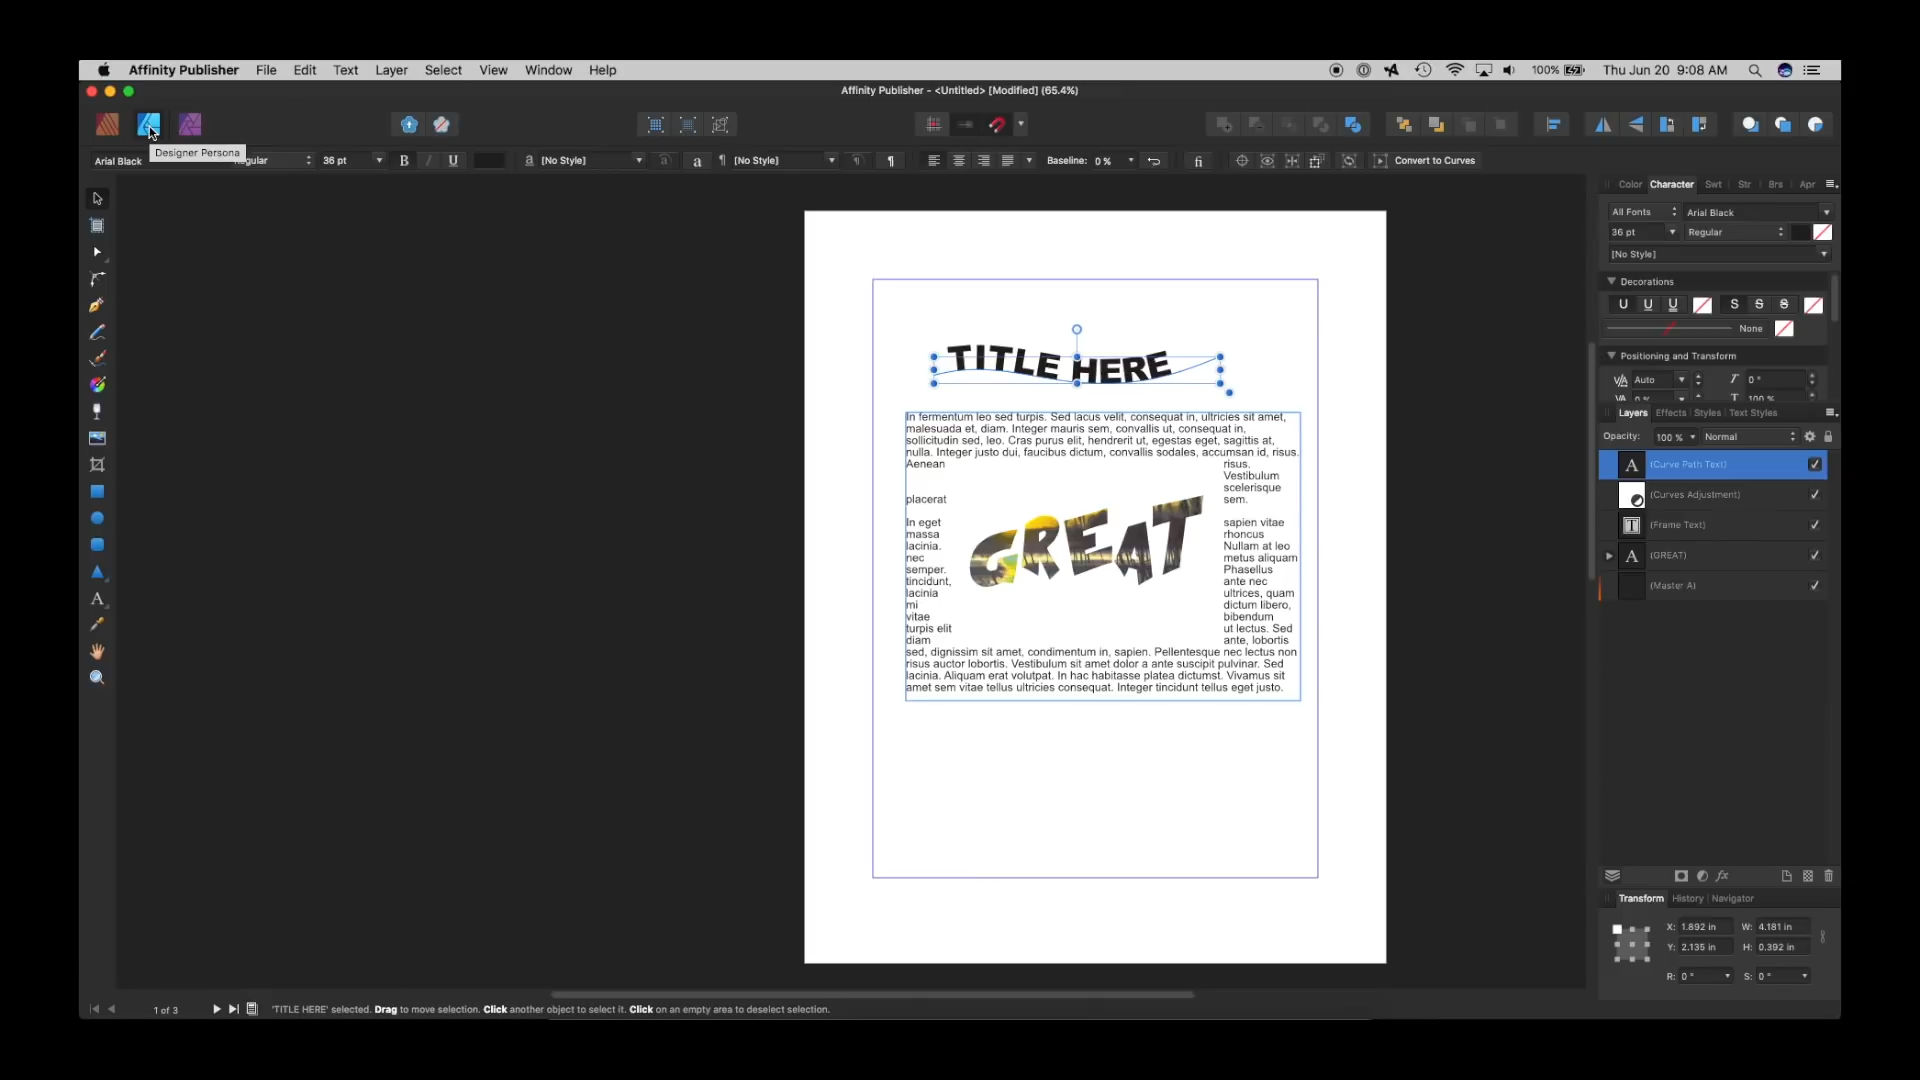 Affinity Publisher File Edit Text Layer Select View Window Help 100% Thu Jun 20 9:08 AM
Affinity Publisher - <Untitled> [Modified] (65.4%)
Designer Persona
Arial Black 36 pt B I U a [No Style] a a ¶ [No Style] ¶ ¶ Baseline: 0 % fi Convert to Curves
Color Character Swt Str Brs Apr
All Fonts Arial Black
36 pt Regular
[No Style]
Decorations
U U U S S S
None
Positioning and Transform
Auto 0 °
0 % 100 %
Layers Effects Styles Text Styles
Opacity: 100 % Normal
A (Curve Path Text)
(Curves Adjustment)
T (Frame Text)
A (GREAT)
(Master A)
TITLE HERE
In fermentum leo sed turpis. Sed lacus velit, consequat in, ultricies sit amet,
malesuada et, diam. Integer mauris sem, convallis ut, consequat in,
sollicitudin sed, leo. Cras purus elit, hendrerit ut, egestas eget, sagittis at,
nulla. Integer justo dui, faucibus dictum, convallis sodales, accumsan id, risus.
Aenean risus.
Vestibulum
scelerisque
placerat sem.
In eget sapien vitae
massa rhoncus
lacinia. Nullam at leo
nec metus aliquam
semper. Phasellus
tincidunt, ante nec
lacinia ultrices, quam
mi dictum libero,
vitae bibendum
turpis elit ut lectus. Sed
diam ante, lobortis
GREAT
sed, dignissim sit amet, condimentum in, sapien. Pellentesque nec lectus non
risus auctor lobortis. Vestibulum sit amet dolor a ante suscipit pulvinar. Sed
lacinia. Aliquam erat volutpat. In hac habitasse platea dictumst. Vivamus sit
amet sem vitae tellus ultricies consequat. Integer tincidunt tellus eget justo.
Transform History Navigator
X: 1.892 in W: 4.181 in
Y: 2.135 in H: 0.392 in
R: 0 ° S: 0 °
1 of 3 'TITLE HERE' selected. Drag to move selection. Click another object to select it. Click on an empty area to deselect selection.